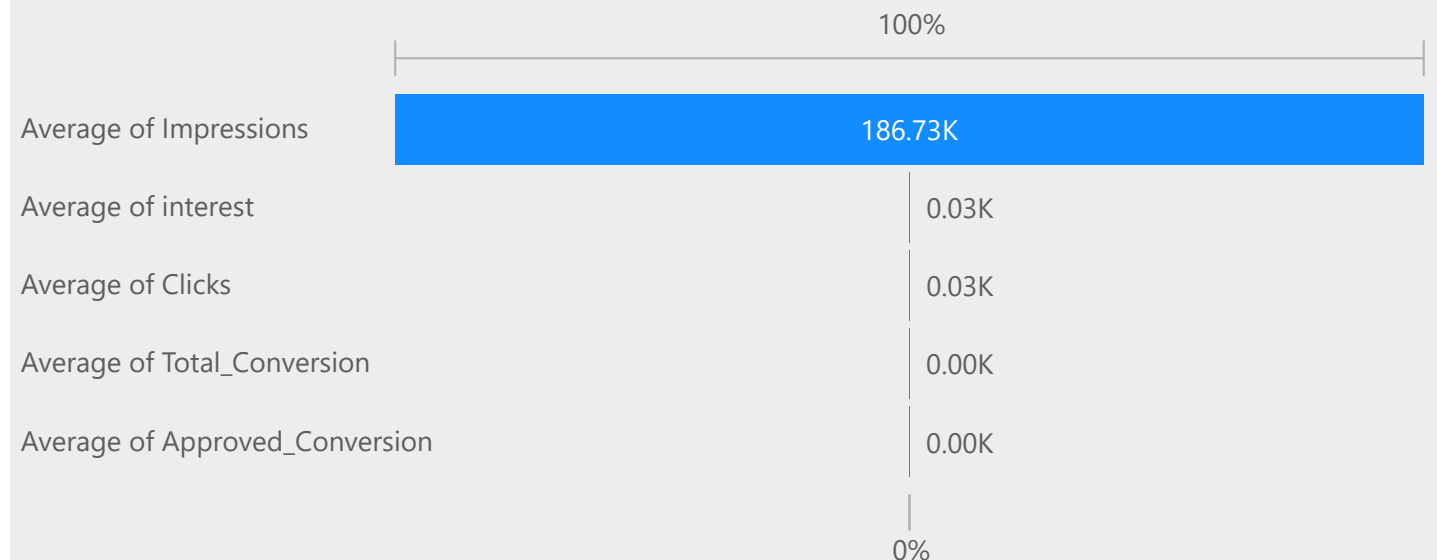 100%
Average of Impressions 186.73K
Average of interest 0.03K
Average of Clicks 0.03K
Average of Total_Conversion 0.00K
Average of Approved_Conversion 0.00K
0%